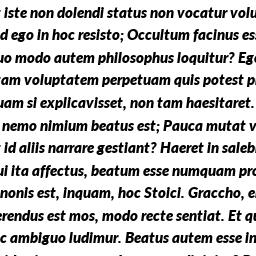 iste non dolendi status non vocatur volu
d ego in hoc resisto; Occultum facinus es
uo modo autem philosophus loquitur? Eg
am voluptatem perpetuam quis potest p
uam si explicavisset, non tam haesitaret.
nemo nimium beatus est; Pauca mutat v
id aliis narrare gestiant? Haeret in saleb
ui ita affectus, beatum esse numquam pro
nonis est, inquam, hoc Stoici. Graccho, e
erendus est mos, modo recte sentiat. Et qu
c ambiguo ludimur. Beatus autem esse in